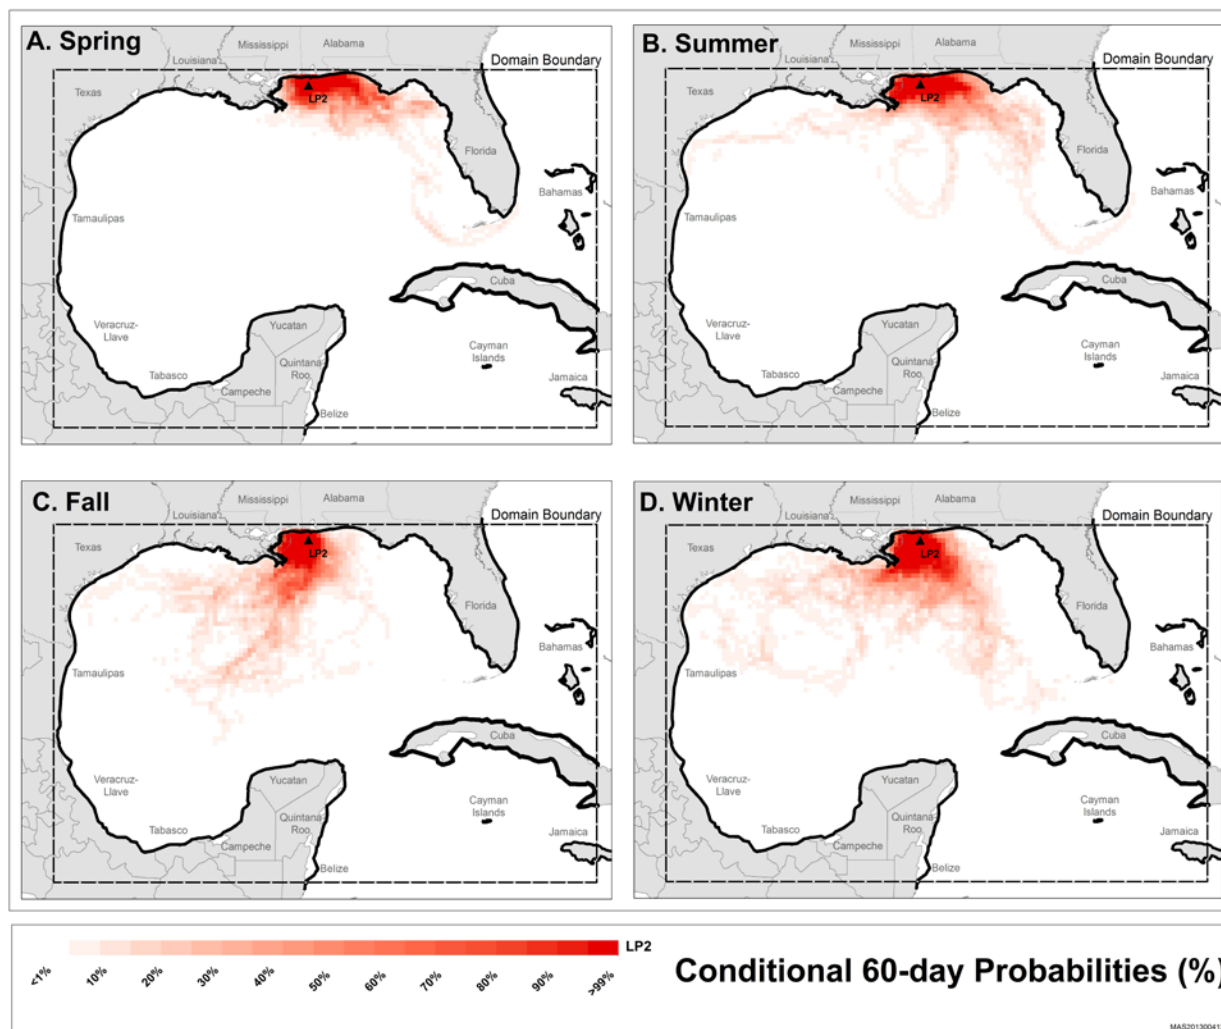 A. Spring
Mississippi
Alabama
Louisiana
Domain Boundary
Texas
LP2
Florida
Bahamas
Tamaulipas
Cuba
Veracruz-
Llave
Yucatan
Cayman
Islands
Tabasco
Quintana
Roo
Jamaica
Campeche
Belize
B. Summer
Mississippi
Alabama
Louisiana
Domain Boundary
Texas
LP2
Florida
Bahamas
Tamaulipas
Cuba
Veracruz-
Llave
Yucatan
Cayman
Islands
Tabasco
Quintana
Roo
Jamaica
Campeche
Belize
C. Fall
Mississippi
Alabama
Louisiana
Domain Boundary
Texas
LP2
Florida
Bahamas
Tamaulipas
Cuba
Veracruz-
Llave
Yucatan
Cayman
Islands
Tabasco
Quintana
Roo
Jamaica
Campeche
Belize
D. Winter
Mississippi
Alabama
Louisiana
Domain Boundary
Texas
LP2
Florida
Bahamas
Tamaulipas
Cuba
Veracruz-
Llave
Yucatan
Cayman
Islands
Tabasco
Quintana
Roo
Jamaica
Campeche
Belize
LP2
<1% 10% 20% 30% 40% 50% 60% 70% 80% 90% >99%
Conditional 60-day Probabilities (%)